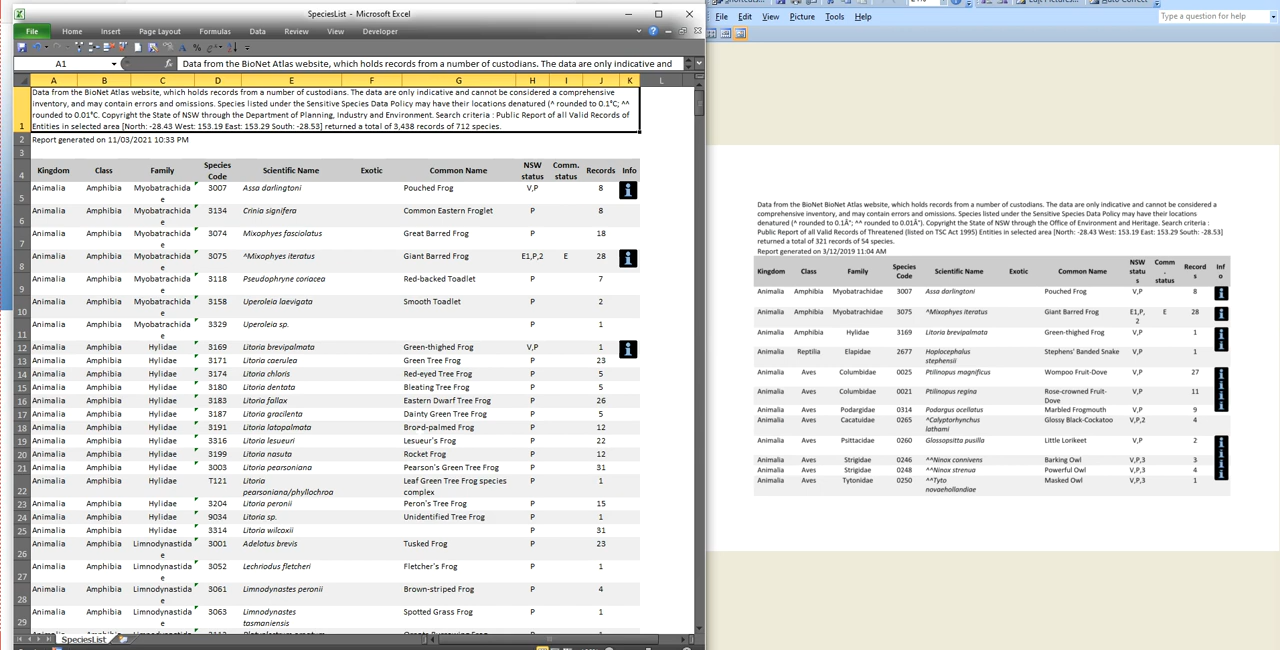 SpeciesList - Microsoft Excel
File Home Insert Page Layout Formulas Data Review View Developer
A1 fx Data from the BioNet Atlas website, which holds records from a number of custodians. The data are only indicative and
A B C D E F G H I J K L
1 Data from the BioNet Atlas website, which holds records from a number of custodians. The data are only indicative and cannot be considered a comprehensive
inventory, and may contain errors and omissions. Species listed under the Sensitive Species Data Policy may have their locations denatured (^ rounded to 0.1°C; ^^
rounded to 0.01°C. Copyright the State of NSW through the Department of Planning, Industry and Environment. Search criteria : Public Report of all Valid Records of
Entities in selected area [North: -28.43 West: 153.19 East: 153.29 South: -28.53] returned a total of 3,438 records of 712 species.
2 Report generated on 11/03/2021 10:33 PM
3
4 Kingdom Class Family Species Code Scientific Name Exotic Common Name NSW status Comm. status Records Info
5 Animalia Amphibia Myobatrachidae 3007 Assa darlingtoni Pouched Frog V,P 8 i
6 Animalia Amphibia Myobatrachidae 3134 Crinia signifera Common Eastern Froglet P 8
7 Animalia Amphibia Myobatrachidae 3074 Mixophyes fasciolatus Great Barred Frog P 18
8 Animalia Amphibia Myobatrachidae 3075 ^Mixophyes iteratus Giant Barred Frog E1,P,2 E 28 i
9 Animalia Amphibia Myobatrachidae 3118 Pseudophryne coriacea Red-backed Toadlet P 7
10 Animalia Amphibia Myobatrachidae 3158 Uperoleia laevigata Smooth Toadlet P 2
11 Animalia Amphibia Myobatrachidae 3329 Uperoleia sp. P 1
12 Animalia Amphibia Hylidae 3169 Litoria brevipalmata Green-thighed Frog V,P 1 i
13 Animalia Amphibia Hylidae 3171 Litoria caerulea Green Tree Frog P 23
14 Animalia Amphibia Hylidae 3174 Litoria chloris Red-eyed Tree Frog P 5
15 Animalia Amphibia Hylidae 3180 Litoria dentata Bleating Tree Frog P 5
16 Animalia Amphibia Hylidae 3183 Litoria fallax Eastern Dwarf Tree Frog P 26
17 Animalia Amphibia Hylidae 3187 Litoria gracilenta Dainty Green Tree Frog P 5
18 Animalia Amphibia Hylidae 3191 Litoria latopalmata Broad-palmed Frog P 12
19 Animalia Amphibia Hylidae 3316 Litoria lesueuri Lesueur's Frog P 22
20 Animalia Amphibia Hylidae 3199 Litoria nasuta Rocket Frog P 12
21 Animalia Amphibia Hylidae 3003 Litoria pearsoniana Pearson's Green Tree Frog P 31
22 Animalia Amphibia Hylidae T121 Litoria pearsoniana/phyllochroa Leaf Green Tree Frog species complex P 1
23 Animalia Amphibia Hylidae 3204 Litoria peronii Peron's Tree Frog P 15
24 Animalia Amphibia Hylidae 9034 Litoria sp. Unidentified Tree Frog P 1
25 Animalia Amphibia Hylidae 3314 Litoria wilcoxii P 31
26 Animalia Amphibia Limnodynastidae 3001 Adelotus brevis Tusked Frog P 23
27 Animalia Amphibia Limnodynastidae 3052 Lechriodus fletcheri Fletcher's Frog P 1
28 Animalia Amphibia Limnodynastidae 3061 Limnodynastes peronii Brown-striped Frog P 4
29 Animalia Amphibia Limnodynastidae 3063 Limnodynastes tasmaniensis Spotted Grass Frog P 1
SpeciesList
File Edit View Picture Tools Help
Type a question for help
Data from the BioNet BioNet Atlas website, which holds records from a number of custodians. The data are only indicative and cannot be considered a
comprehensive inventory, and may contain errors and omissions. Species listed under the Sensitive Species Data Policy may have their locations
denatured (^ rounded to 0.1Â°; ^^ rounded to 0.01Â°). Copyright the State of NSW through the Office of Environment and Heritage. Search criteria :
Public Report of all Valid Records of Threatened (listed on TSC Act 1995) Entities in selected area [North: -28.43 West: 153.19 East: 153.29 South: -28.53]
returned a total of 321 records of 54 species.
Report generated on 3/12/2019 11:04 AM
Kingdom Class Family Species Code Scientific Name Exotic Common Name NSW status Comm. status Records Info
Animalia Amphibia Myobatrachidae 3007 Assa darlingtoni Pouched Frog V,P 8 i
Animalia Amphibia Myobatrachidae 3075 ^Mixophyes iteratus Giant Barred Frog E1,P,2 E 28 i
Animalia Amphibia Hylidae 3169 Litoria brevipalmata Green-thighed Frog V,P 1 i
Animalia Reptilia Elapidae 2677 Hoplocephalus stephensii Stephens' Banded Snake V,P 1 i
Animalia Aves Columbidae 0025 Ptilinopus magnificus Wompoo Fruit-Dove V,P 27 i
Animalia Aves Columbidae 0021 Ptilinopus regina Rose-crowned Fruit-Dove V,P 11 i
Animalia Aves Podargidae 0314 Podargus ocellatus Marbled Frogmouth V,P 9 i
Animalia Aves Cacatuidae 0265 ^Calyptorhynchus lathami Glossy Black-Cockatoo V,P,2 4 i
Animalia Aves Psittacidae 0260 Glossopsitta pusilla Little Lorikeet V,P 2 i
Animalia Aves Strigidae 0246 ^^Ninox connivens Barking Owl V,P,3 3 i
Animalia Aves Strigidae 0248 ^^Ninox strenua Powerful Owl V,P,3 4 i
Animalia Aves Tytonidae 0250 ^^Tyto novaehollandiae Masked Owl V,P,3 1 i